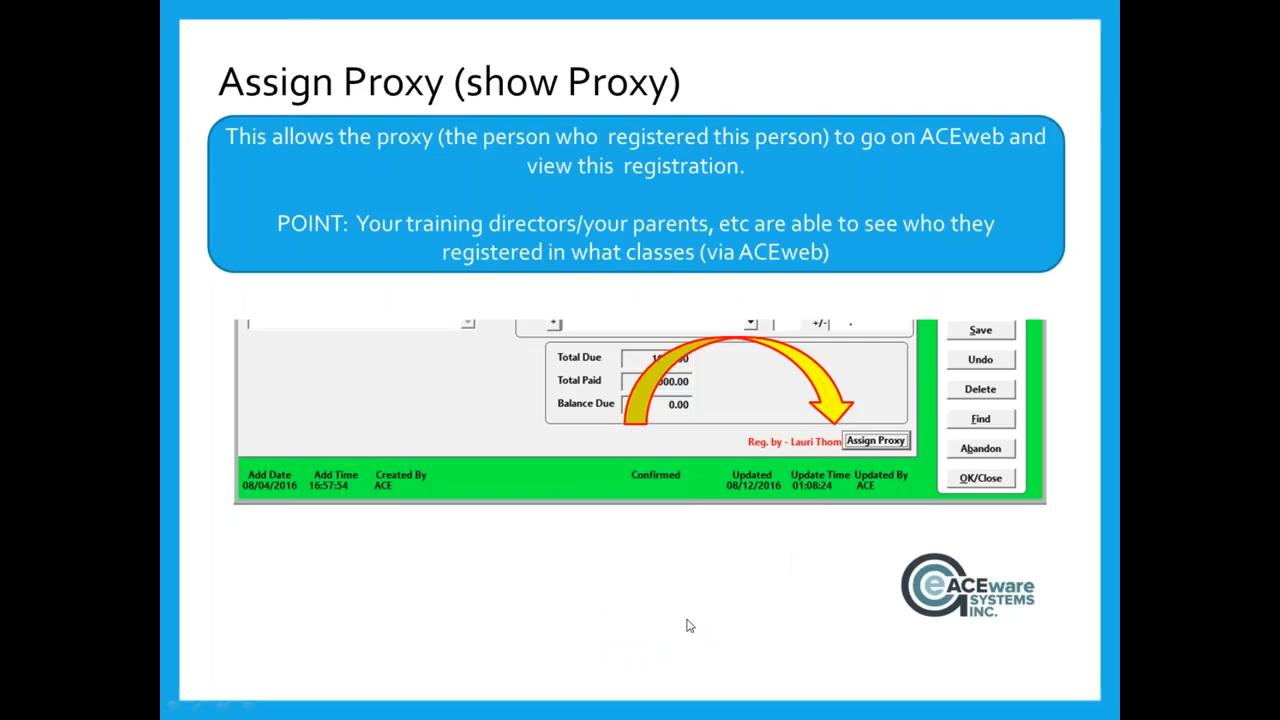 Assign Proxy (show Proxy)
This allows the proxy (the person who registered this person) to go on ACEweb and
view this registration.
POINT: Your training directors/your parents, etc are able to see who they
registered in what classes (via ACEweb)
+
+/-
.
Save
Total Due
Undo
Total Paid
Delete
Balance Due 0.00
Find
Reg. by - Lauri Thom
Assign Proxy
Abandon
Add Date Add Time Created By Confirmed Updated Update Time Updated By
08/04/2016 16:57:54 ACE 08/12/2016 01:08:24 ACE
OK/Close
ACEware
SYSTEMS
INC.